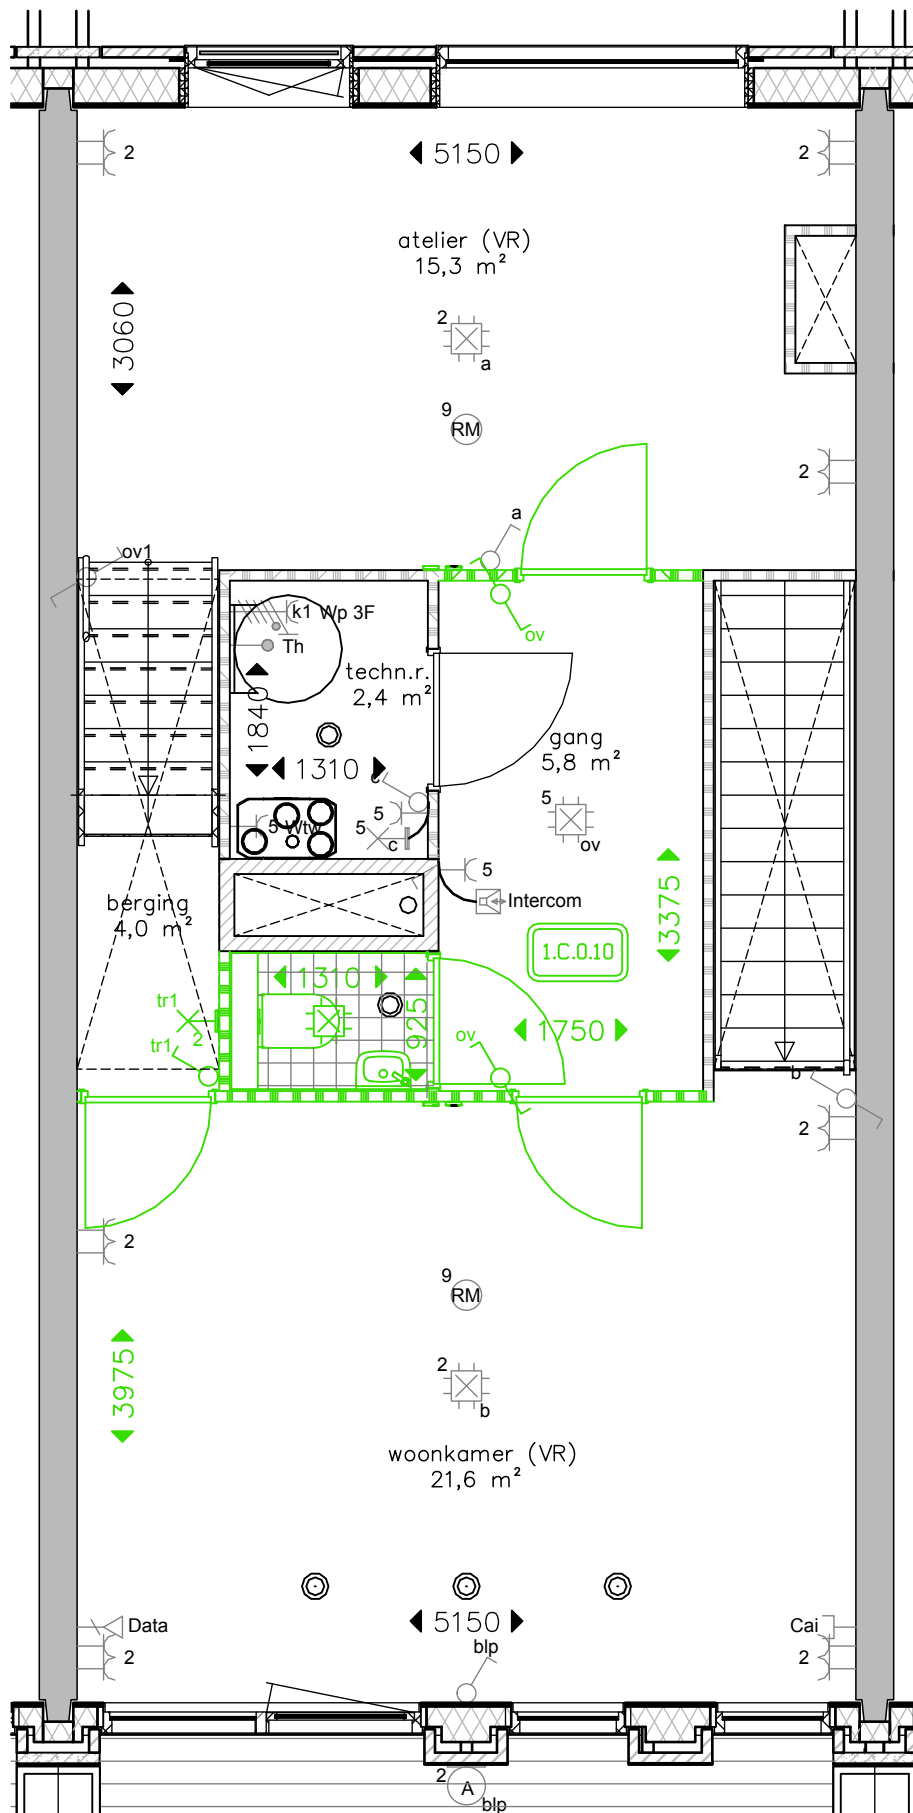 2
5150
2
atelier (VR)
15,3 m²
3060
2
a
9
RM
2
a
ov1
k1 Wp 3F
Th
ov
techn.r.
2,4 m²
1840
1310
gang
5,8 m²
c
5
5 Wtw
5
c
5
ov
5
Intercom
3375
berging
4,0 m²
1.C.0.10
1310
925
tr1
2
tr1
ov
1750
b
2
2
9
RM
2
b
3975
woonkamer (VR)
21,6 m²
Data
2
5150
blp
Cai
2
2
A
blp